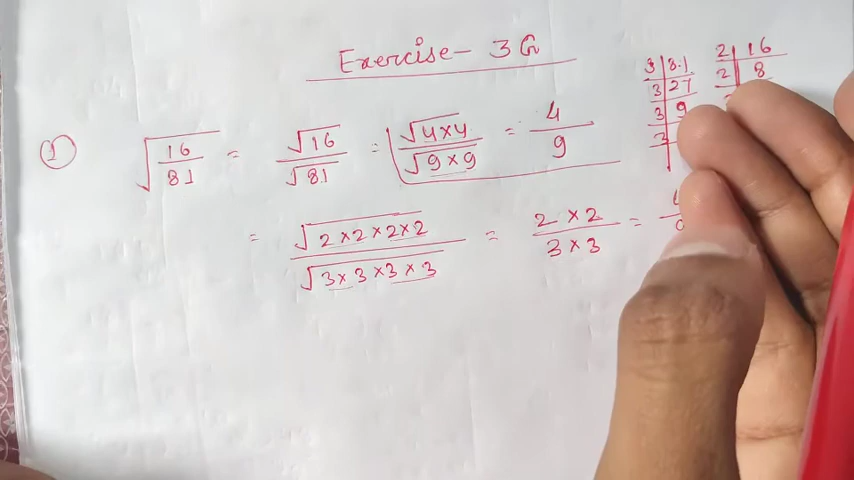 Exercise- 3G
① √(16/81) = √16/√81 = √(4×4)/√(9×9) = 4/9
= √(2×2×2×2)/√(3×3×3×3) = (2×2)/(3×3) =
3|81
3|27
3|9
3|
2|16
2|8